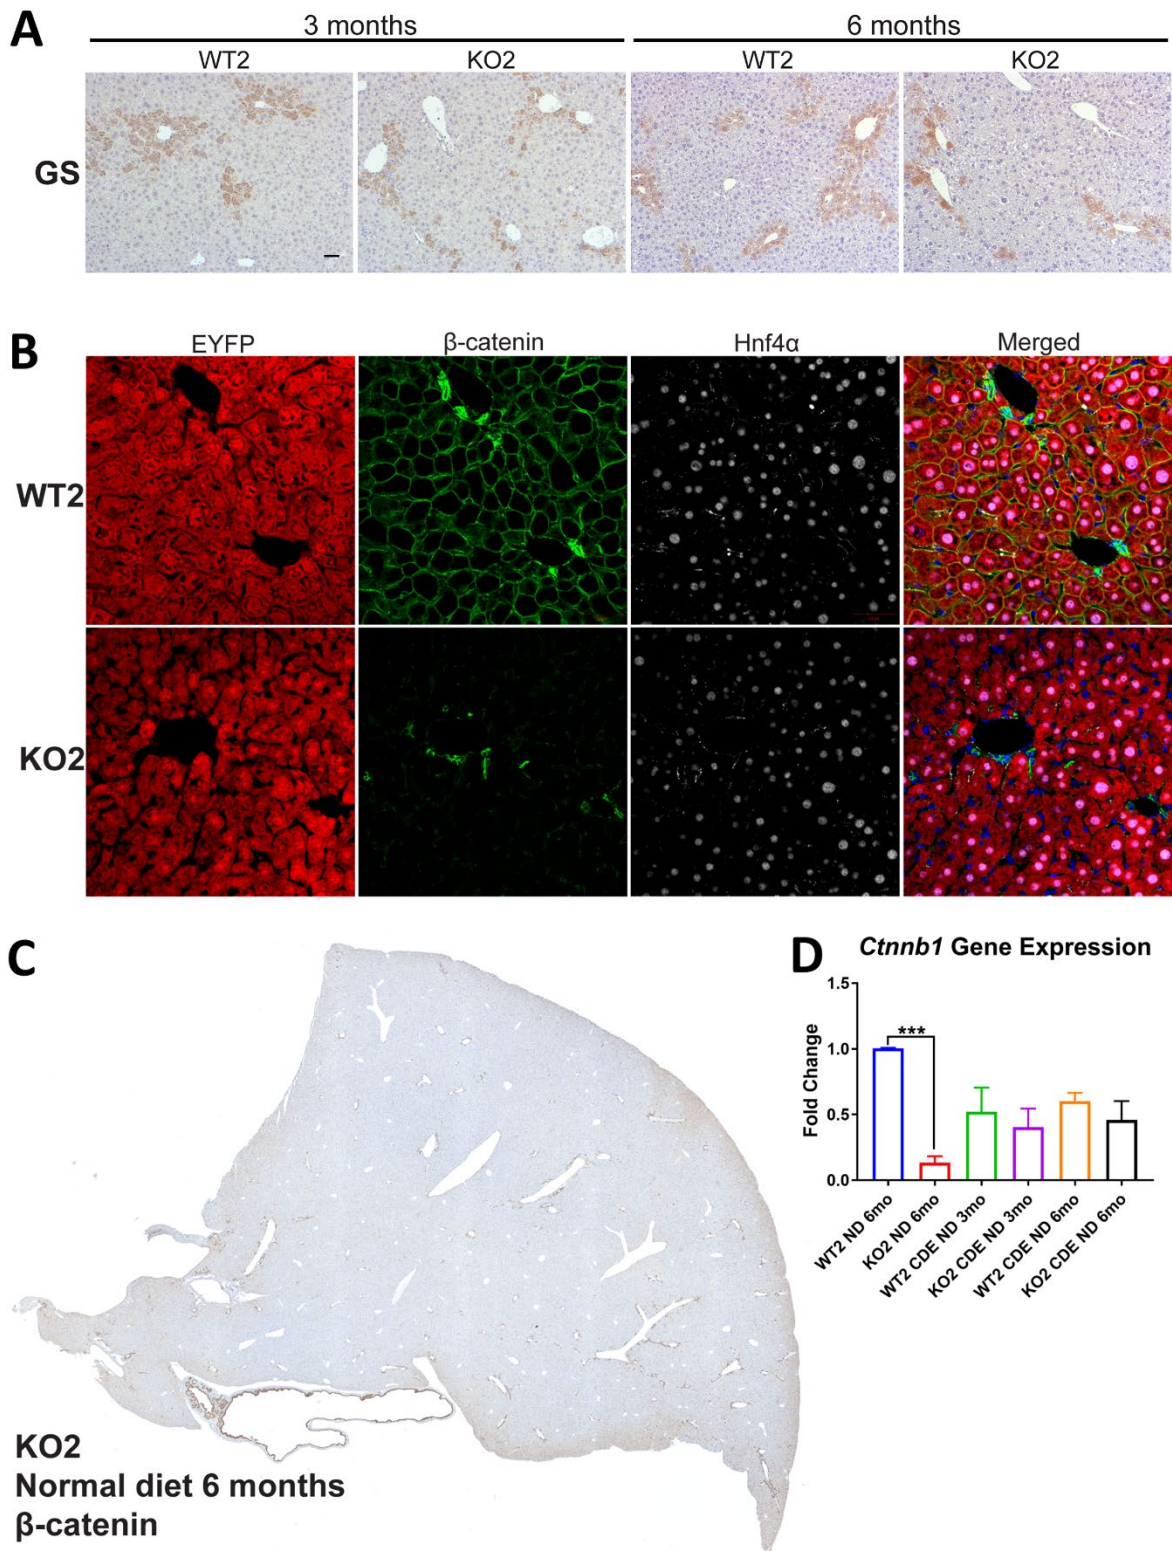 A
3 months
6 months
WT2
KO2
WT2
KO2
GS
B
EYFP
β-catenin
Hnf4α
Merged
WT2
KO2
C
KO2
Normal diet 6 months
β-catenin
D
Ctnnb1 Gene Expression
Fold Change
1.5
1.0
0.5
0.0
***
WT2 ND 6mo
KO2 ND 6mo
WT2 CDE ND 3mo
KO2 CDE ND 3mo
WT2 CDE ND 6mo
KO2 CDE ND 6mo